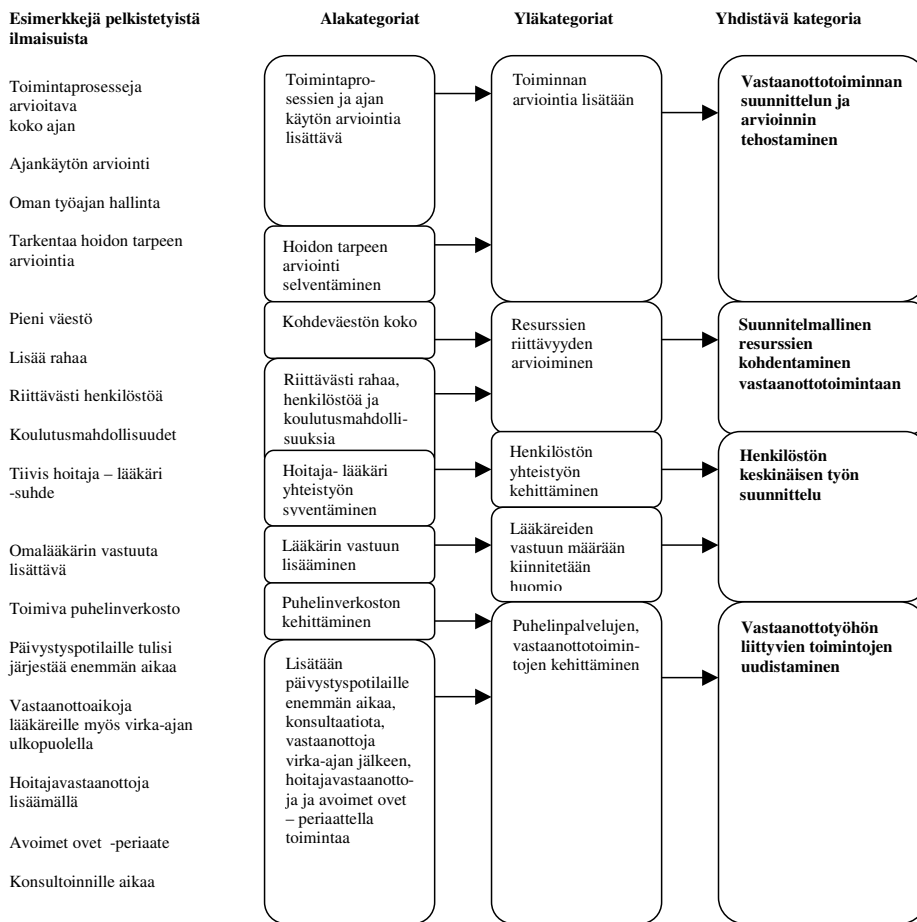 Esimerkkejä pelkistetyistä
ilmaisuista
Toimintaprosesseja
arvioitava
koko ajan
Ajankäytön arviointi
Oman työajan hallinta
Tarkentaa hoidon tarpeen
arviointia
Pieni väestö
Lisää rahaa
Riittävästi henkilöstöä
Koulutusmahdollisuudet
Tiivis hoitaja – lääkäri
-suhde
Omalääkärin vastuuta
lisättävä
Toimiva puhelinverkosto
Päivystyspotilaille tulisi
järjestää enemmän aikaa
Vastaanottoaikoja
lääkäreille myös virka-ajan
ulkopuolella
Hoitajavastaanottoja
lisäämällä
Avoimet ovet -periaate
Konsultoinnille aikaa
Alakategoriat
Toimintapro-
sessien ja ajan
käytön arviointia
lisättävä
Hoidon tarpeen
arviointi
selventäminen
Kohdeväestön koko
Riittävästi rahaa,
henkilöstöä ja
koulutusmahdolli-
suuksia
Hoitaja- lääkäri
yhteistyön
syventäminen
Lääkärin vastuun
lisääminen
Puhelinverkoston
kehittäminen
Lisätään
päivystyspotilaille
enemmän aikaa,
konsultaatiota,
vastaanottoja
virka-ajan jälkeen,
hoitajavastaanotto-
ja ja avoimet ovet
– periaattella
toimintaa
Yläkategoriat
Toiminnan
arviointia lisätään
Resurssien
riittävyyden
arvioiminen
Henkilöstön
yhteistyön
kehittäminen
Lääkäreiden
vastuun määrään
kiinnitetään
huomio
Puhelinpalvelujen,
vastaanottotoimin-
tojen kehittäminen
Yhdistävä kategoria
Vastaanottotoiminnan
suunnittelun ja
arvioinnin
tehostaminen
Suunnitelmallinen
resurssien
kohdentaminen
vastaanottotoimintaan
Henkilöstön
keskinäisen työn
suunnittelu
Vastaanottotyöhön
liittyvien toimintojen
uudistaminen